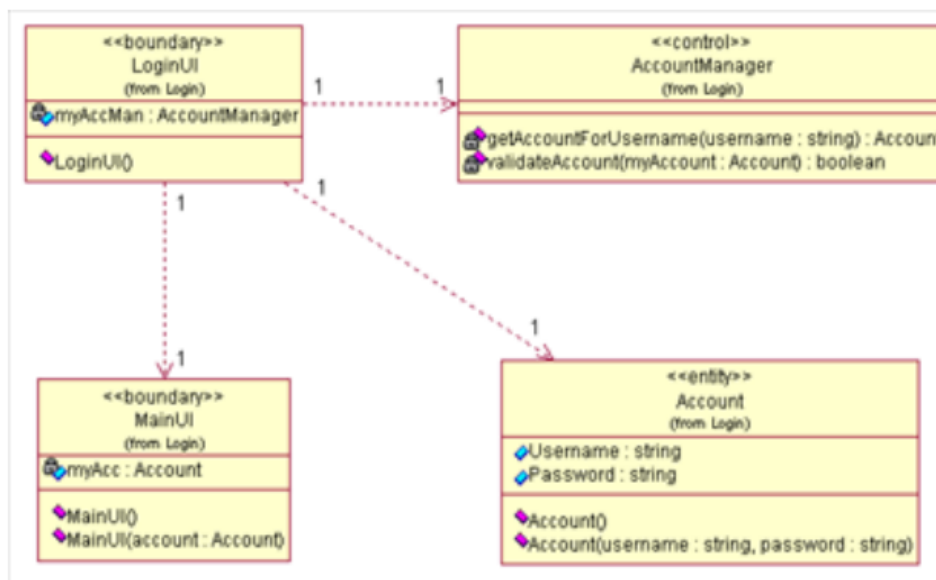 <<boundary>>
LoginUI
(from Login)
myAccMan : AccountManager
LoginUI()
1
1
<<control>>
AccountManager
(from Login)
getAccountForUsername(username : string) : Account
validateAccount(myAccount : Account) : boolean
1
1
1
1
<<boundary>>
MainUI
(from Login)
myAcc : Account
MainUI()
MainUI(account : Account)
<<entity>>
Account
(from Login)
Username : string
Password : string
Account()
Account(username : string, password : string)